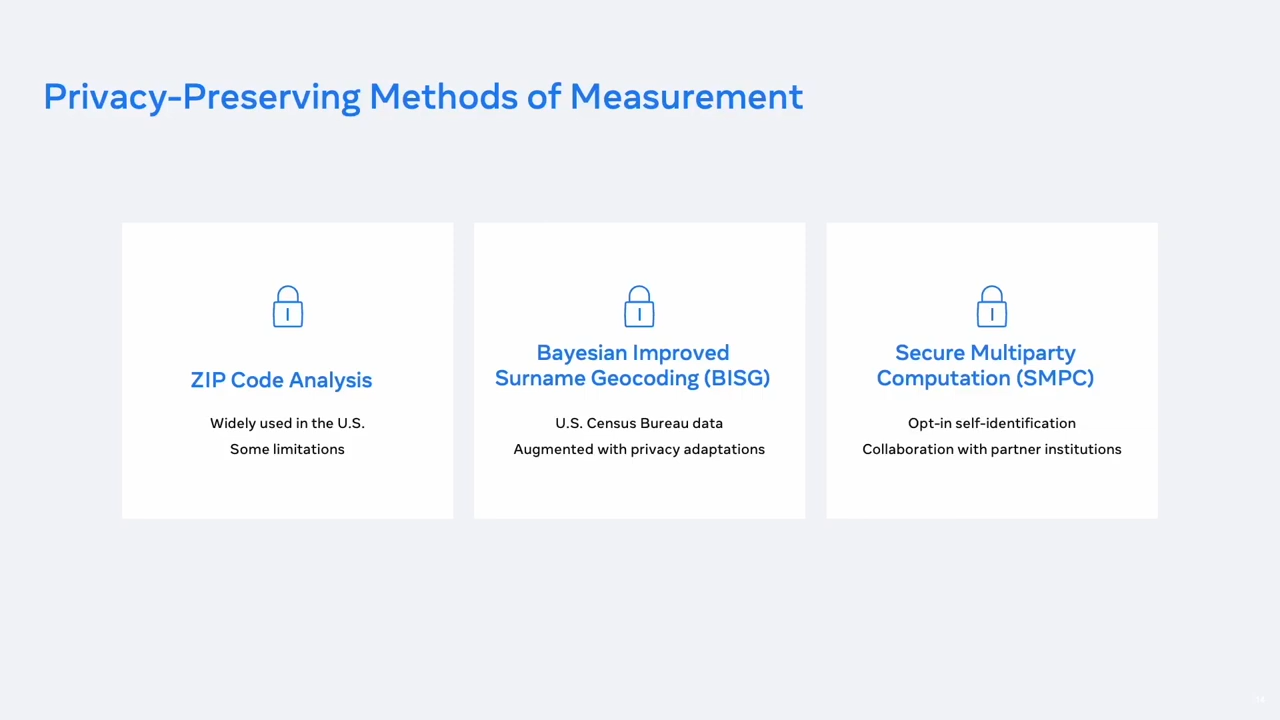 Privacy-Preserving Methods of Measurement
ZIP Code Analysis
Widely used in the U.S.
Some limitations
Bayesian Improved
Surname Geocoding (BISG)
U.S. Census Bureau data
Augmented with privacy adaptations
Secure Multiparty
Computation (SMPC)
Opt-in self-identification
Collaboration with partner institutions